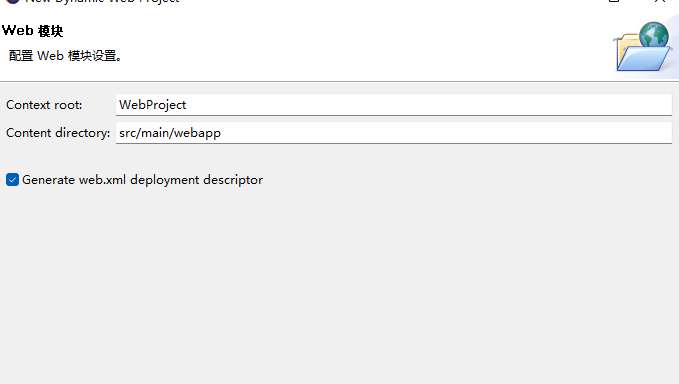 New Dynamic Web Project
Web 模块
配置 Web 模块设置。
Context root: WebProject
Content directory: src/main/webapp
Generate web.xml deployment descriptor